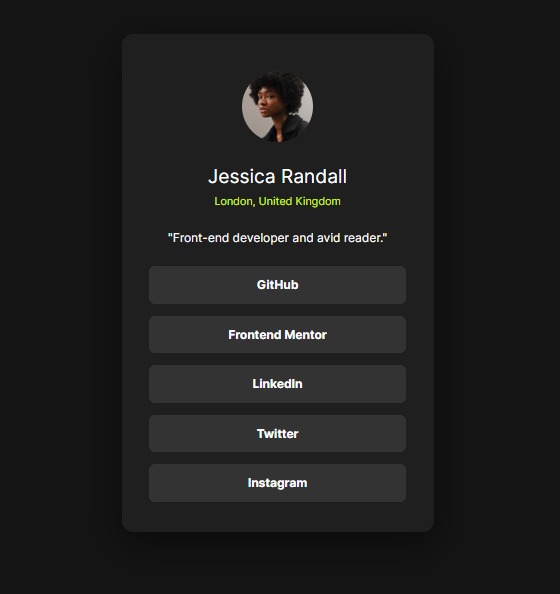 Jessica Randall
London, United Kingdom
"Front-end developer and avid reader."
GitHub
Frontend Mentor
LinkedIn
Twitter
Instagram